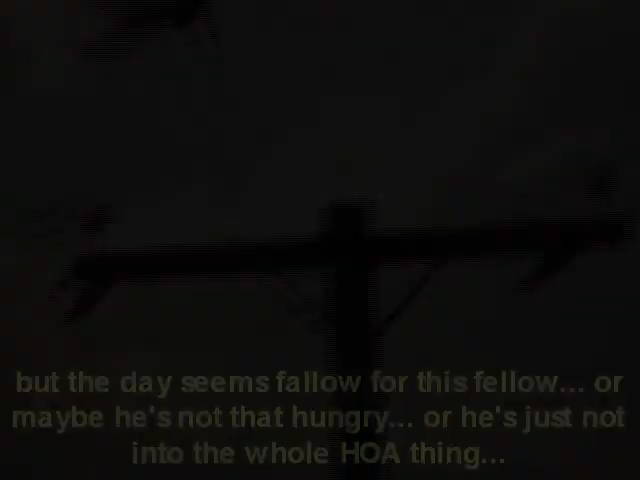 but the day seems fallow for this fellow... or
maybe he's not that hungry... or he's just not
into the whole HOA thing...